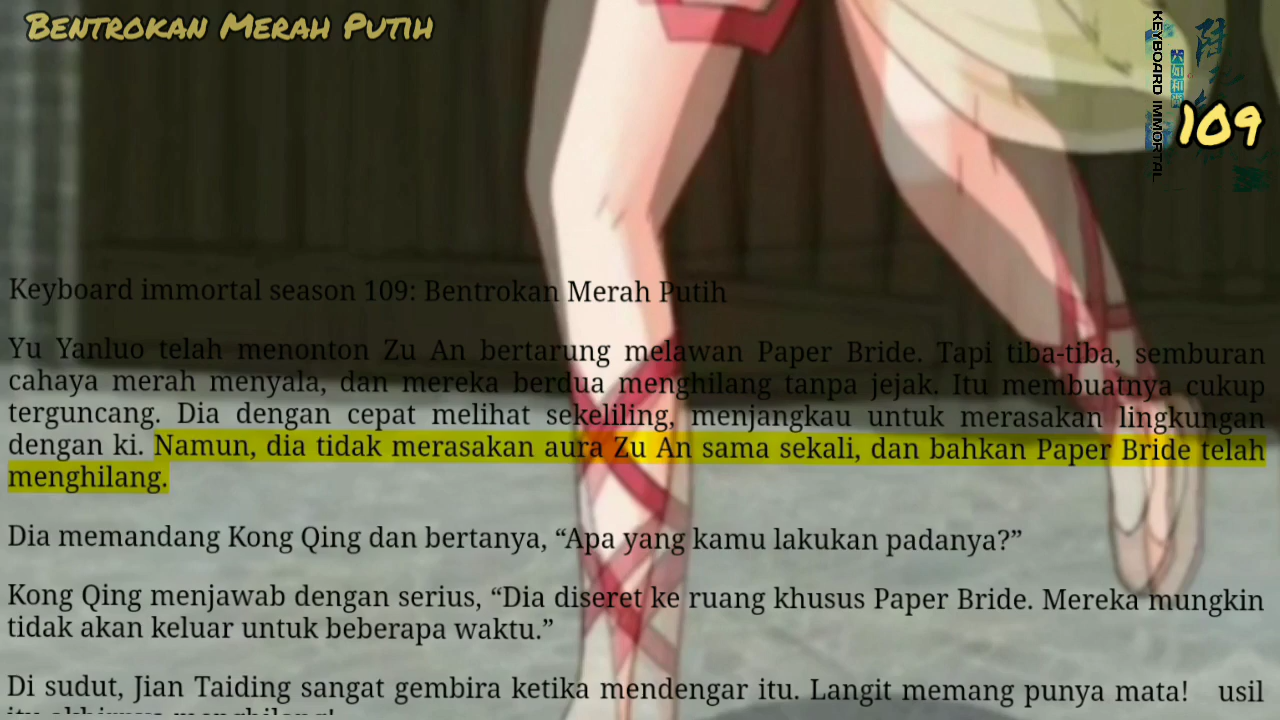 Bentrokan Merah Putih
KEYBOARD IMMORTAL
109
Keyboard immortal season 109: Bentrokan Merah Putih
Yu Yanluo telah menonton Zu An bertarung melawan Paper Bride. Tapi tiba-tiba, semburan
cahaya merah menyala, dan mereka berdua menghilang tanpa jejak. Itu membuatnya cukup
terguncang. Dia dengan cepat melihat sekeliling, menjangkau untuk merasakan lingkungan
dengan ki. Namun, dia tidak merasakan aura Zu An sama sekali, dan bahkan Paper Bride telah
menghilang.
Dia memandang Kong Qing dan bertanya, “Apa yang kamu lakukan padanya?”
Kong Qing menjawab dengan serius, “Dia diseret ke ruang khusus Paper Bride. Mereka mungkin
tidak akan keluar untuk beberapa waktu.”
Di sudut, Jian Taiding sangat gembira ketika mendengar itu. Langit memang punya mata! usil